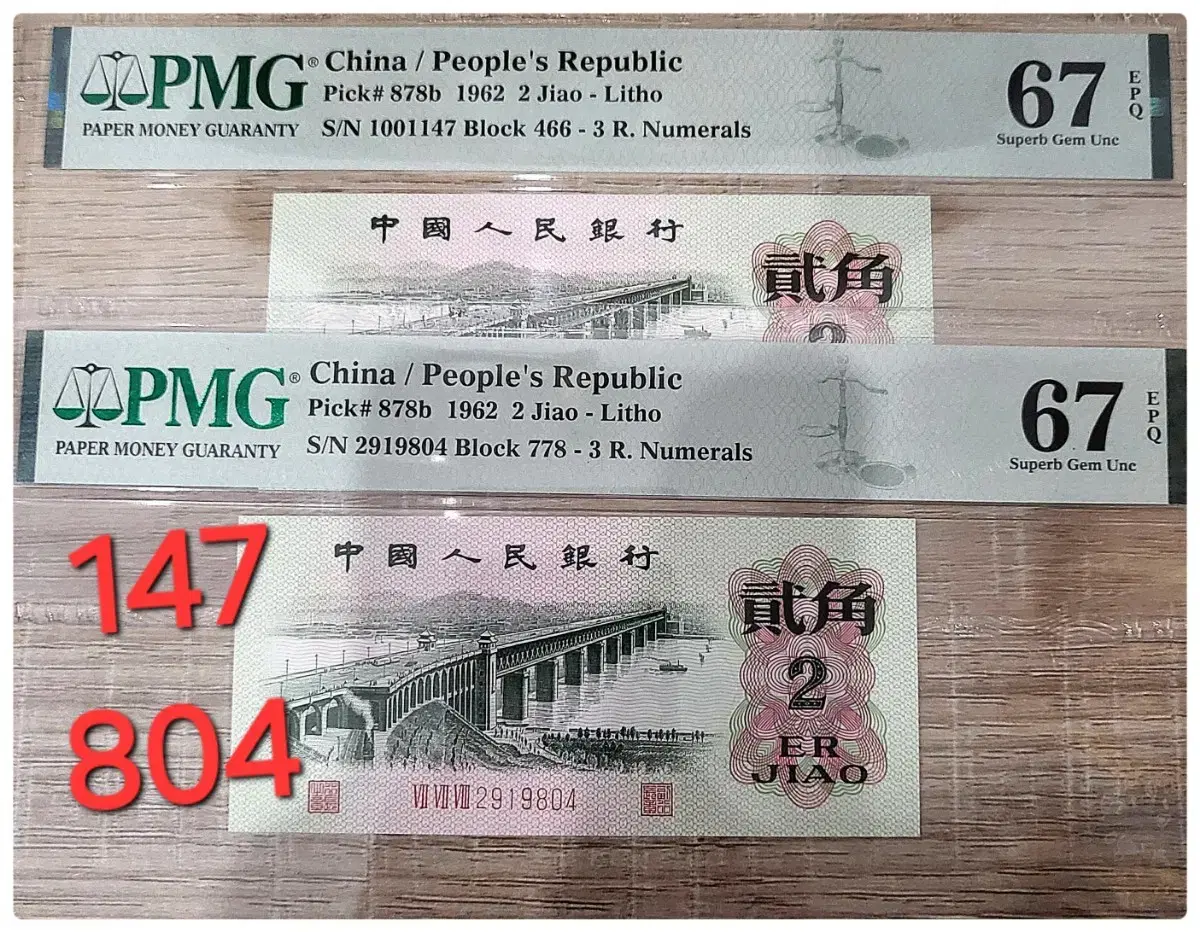 PMG® China / People's Republic
Pick# 878b 1962 2 Jiao - Litho
PAPER MONEY GUARANTY S/N 1001147 Block 466 - 3 R. Numerals
67 EPQ
Superb Gem Unc
中國人民銀行
貳角
2
PMG® China / People's Republic
Pick# 878b 1962 2 Jiao - Litho
PAPER MONEY GUARANTY S/N 2919804 Block 778 - 3 R. Numerals
67 EPQ
Superb Gem Unc
147
中國人民銀行
貳角
2
804
ER
JIAO
VII VII VIII 2919804